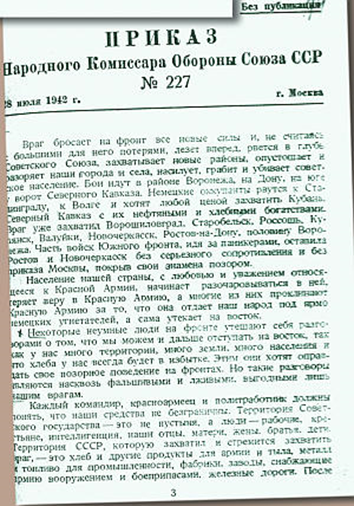 Без публикации
ПРИКАЗ
Народного Комиссара Обороны Союза ССР
№ 227
28 июля 1942 г. г. Москва
Враг бросает на фронт все новые силы и, не считаясь
с большими для него потерями, лезет вперед, рвется в глубь
Советского Союза, захватывает новые районы, опустошает и
разоряет наши города и села, насилует, грабит и убивает совет-
ское население. Бои идут в районе Воронежа, на Дону, на юге
у ворот Северного Кавказа. Немецкие оккупанты рвутся к Ста-
линграду, к Волге и хотят любой ценой захватить Кубань,
Северный Кавказ с их нефтяными и хлебными богатствами.
Враг уже захватил Ворошиловград, Старобельск, Россошь, Ку-
пянск, Валуйки, Новочеркасск, Ростов-на-Дону, половину Воро-
нежа. Часть войск Южного фронта, идя за паникерами, оставила
Ростов и Новочеркасск без серьезного сопротивления и без
приказа Москвы, покрыв свои знамена позором.
Население нашей страны, с любовью и уважением относя-
щееся к Красной Армии, начинает разочаровываться в ней,
теряет веру в Красную Армию, а многие из них проклинают
Красную Армию за то, что она отдает наш народ под ярмо
немецких угнетателей, а сама утекает на восток.
Некоторые неумные люди на фронте утешают себя разго-
ворами о том, что мы можем и дальше отступать на восток, так
как у нас много территории, много земли, много населения и
что хлеба у нас всегда будет в избытке. Этим они хотят оправ-
дать свое позорное поведение на фронтах. Но такие разговоры
являются насквозь фальшивыми и лживыми, выгодными лишь
нашим врагам.
Каждый командир, красноармеец и политработник должны
понять, что наши средства не безграничны. Территория Совет-
ского государства — это не пустыня, а люди — рабочие, кре-
стьяне, интеллигенция, наши отцы, матери, жены, братья, дети.
Территория СССР, которую захватил и стремится захватить
враг, — это хлеб и другие продукты для армии и тыла, металл
и топливо для промышленности, фабрики, заводы, снабжающие
армию вооружением и боеприпасами, железные дороги. После
3